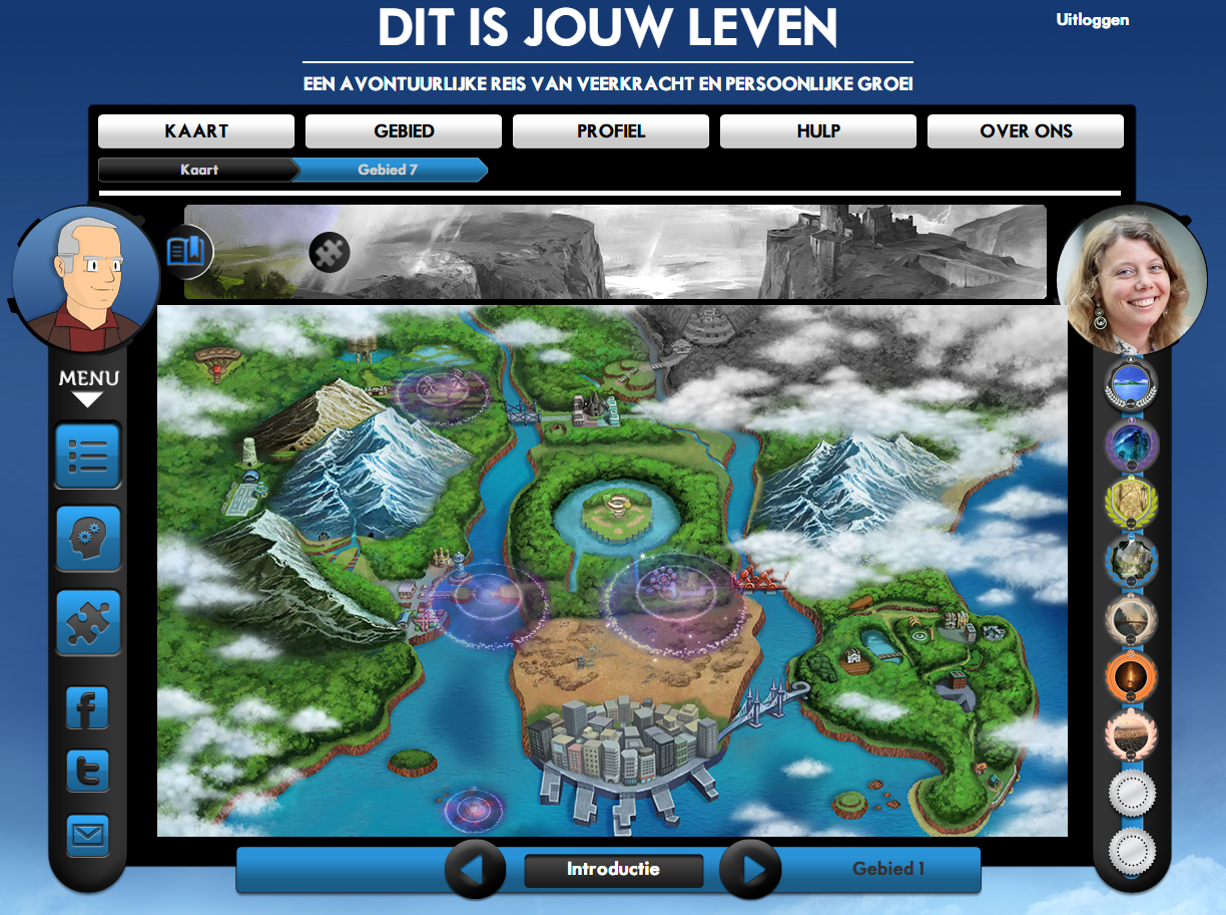 DIT IS JOUW LEVEN
Uitloggen
EEN AVONTUURLIJKE REIS VAN VEERKRACHT EN PERSOONLIJKE GROEI
KAART
GEBIED
PROFIEL
HULP
OVER ONS
Kaart
Gebied 7
MENU
f
t
Introductie
Gebied 1